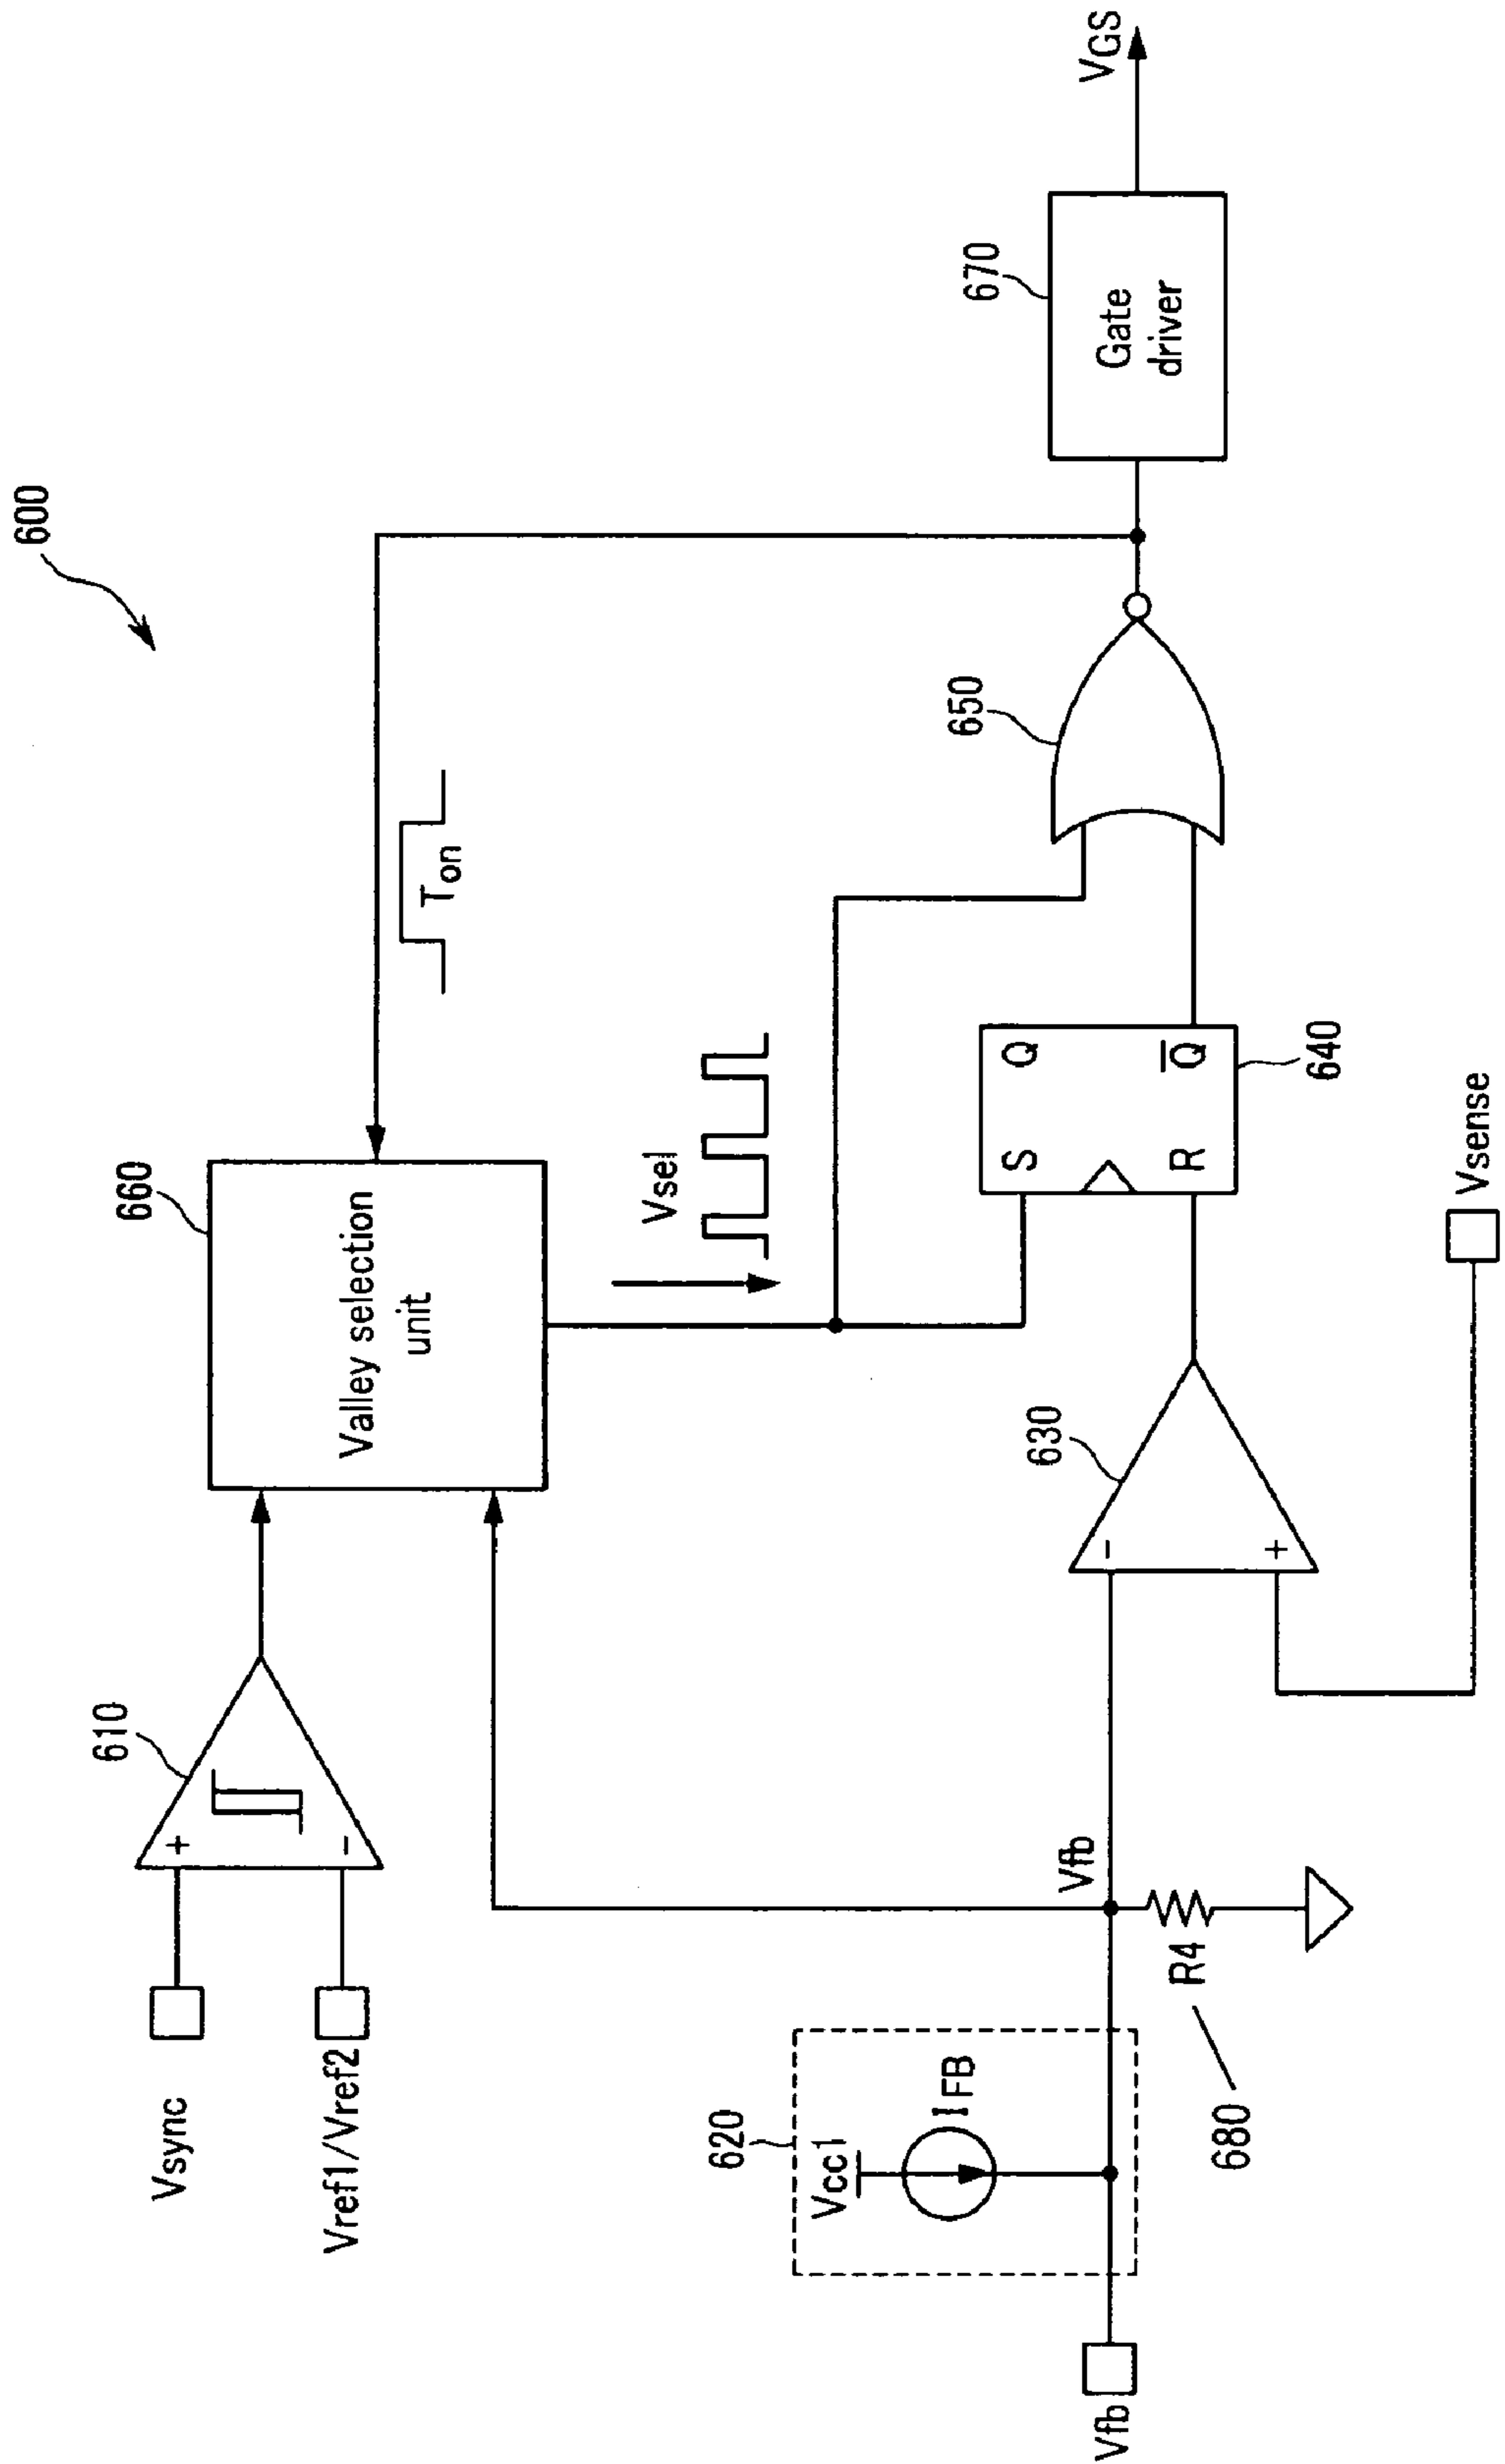 600
Vsync
Vref1/Vref2
+
-
610
660
Valley selection
unit
Ton
Vsel
620
Vcc1
IFB
Vfb
Vfb
R4
680
630
-
+
Vsense
S
Q
R
Q
640
650
670
Gate
driver
VGS